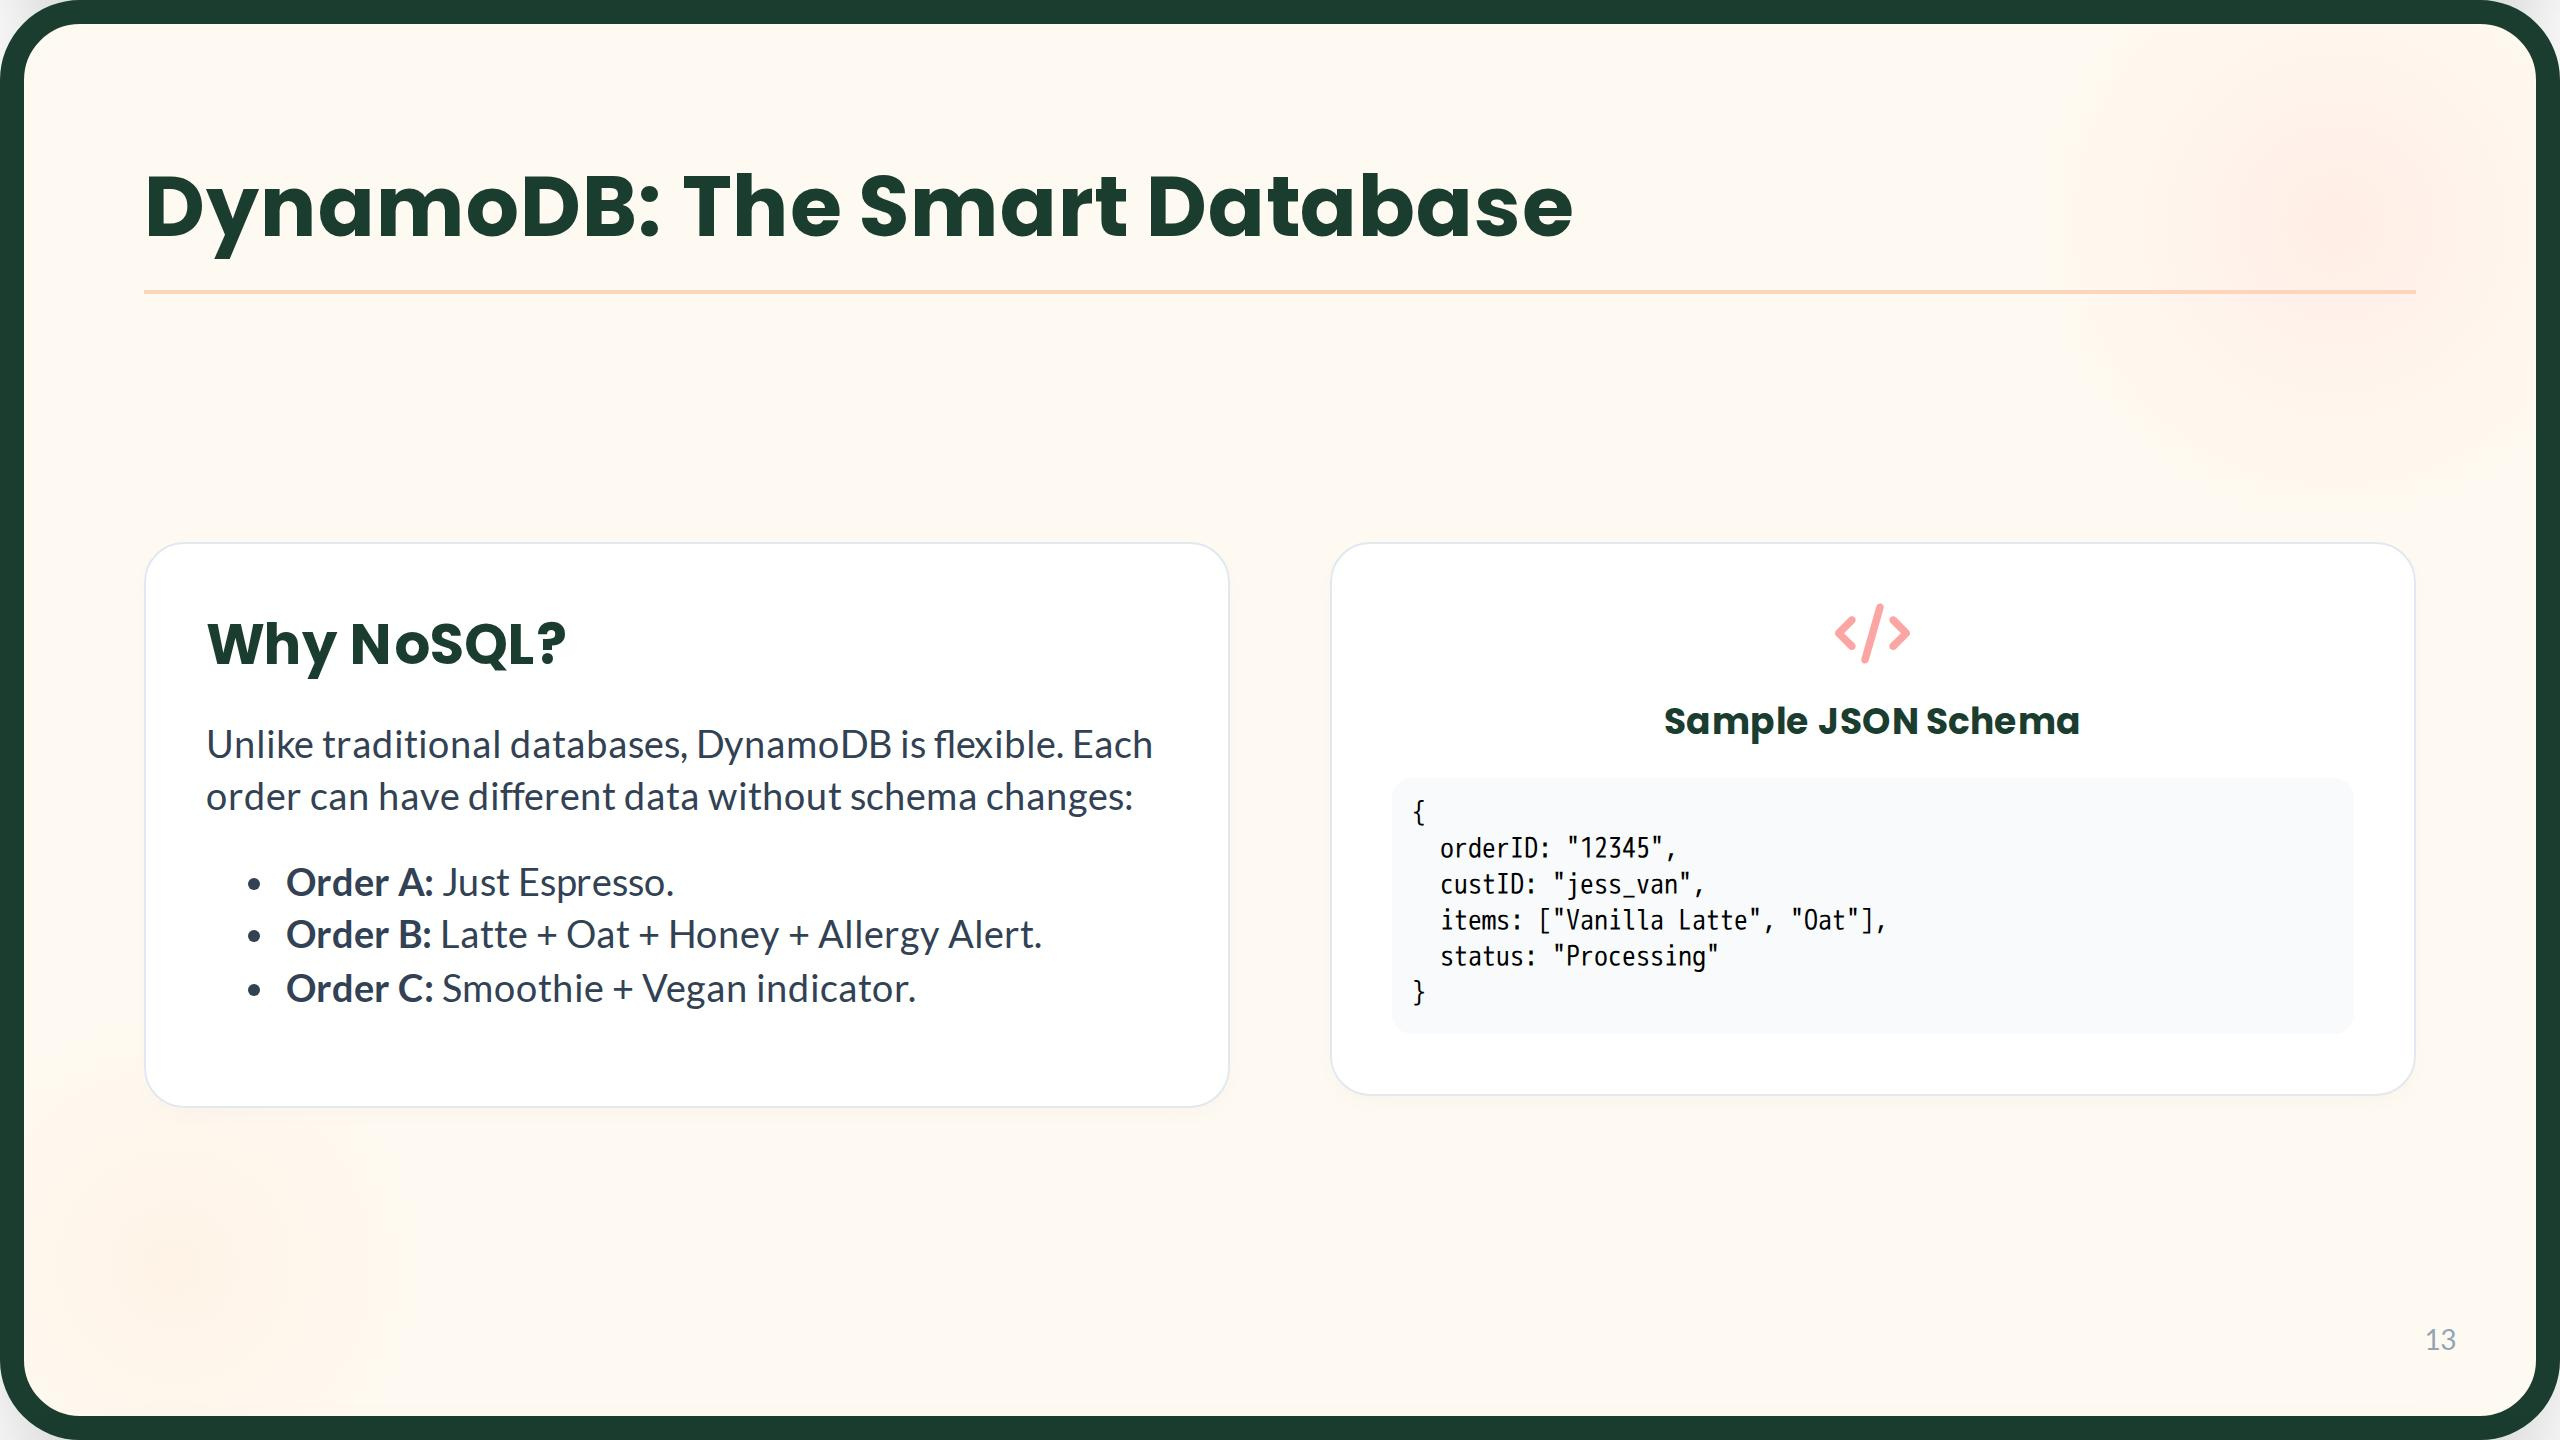 DynamoDB: The Smart Database
Why NoSQL?
Unlike traditional databases, DynamoDB is flexible. Each
order can have different data without schema changes:
• Order A: Just Espresso.
• Order B: Latte + Oat + Honey + Allergy Alert.
• Order C: Smoothie + Vegan indicator.
Sample JSON Schema
{
  orderID: "12345",
  custID: "jess_van",
  items: ["Vanilla Latte", "Oat"],
  status: "Processing"
}
13